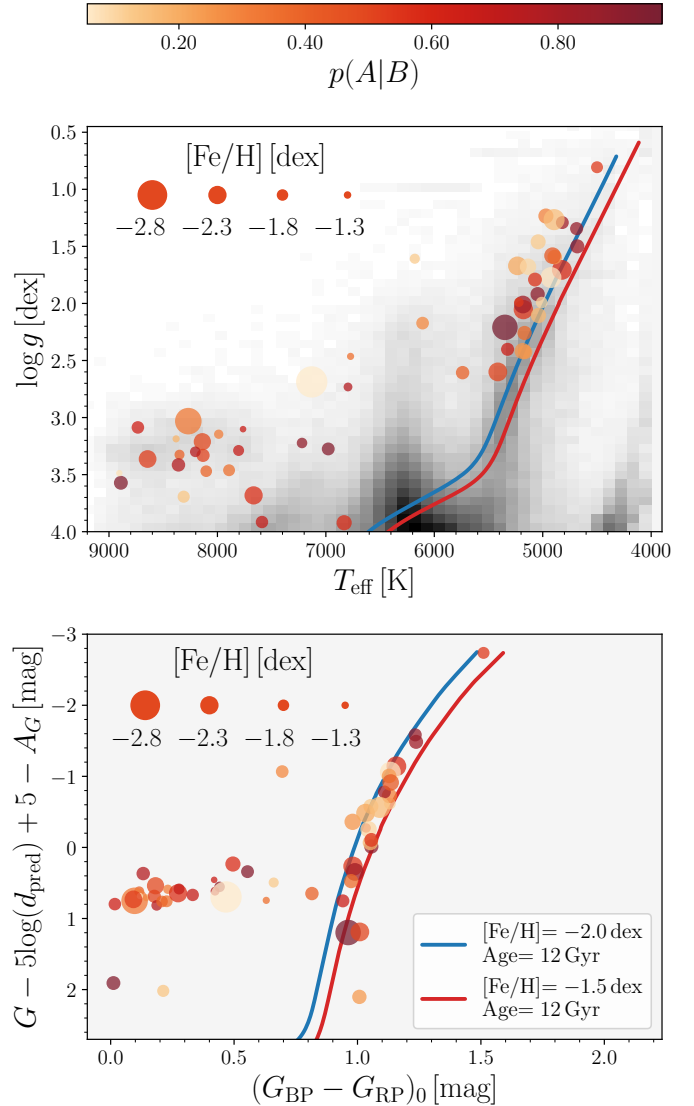 0.20 0.40 0.60 0.80
p(A|B)
[Fe/H] [dex]
−2.8 −2.3 −1.8 −1.3
0.5
1.0
1.5
2.0
2.5
3.0
3.5
4.0
log g [dex]
9000 8000 7000 6000 5000 4000
T_eff [K]
[Fe/H] [dex]
−2.8 −2.3 −1.8 −1.3
−3
−2
−1
0
1
2
G − 5log(d_pred) + 5 − A_G [mag]
[Fe/H]= −2.0 dex
Age= 12 Gyr
[Fe/H]= −1.5 dex
Age= 12 Gyr
0.0 0.5 1.0 1.5 2.0
(G_BP − G_RP)_0 [mag]